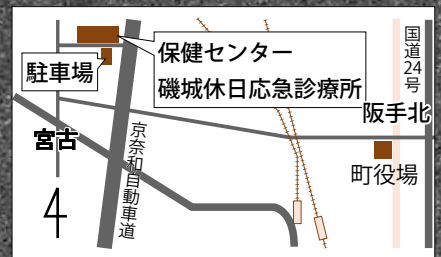 保健センター
磯城休日応急診療所
駐車場
国道24号
阪手北
宮古
京奈和自動車道
町役場